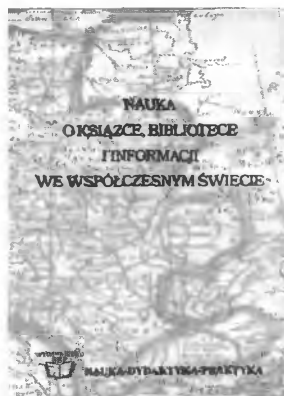 NAUKA
O KSIĄŻCE, BIBLIOTECE
I INFORMACJI
WE WSPÓŁCZESNYM ŚWIECIE
NAUKA-DYDAKTYKA-PRAKTYKA